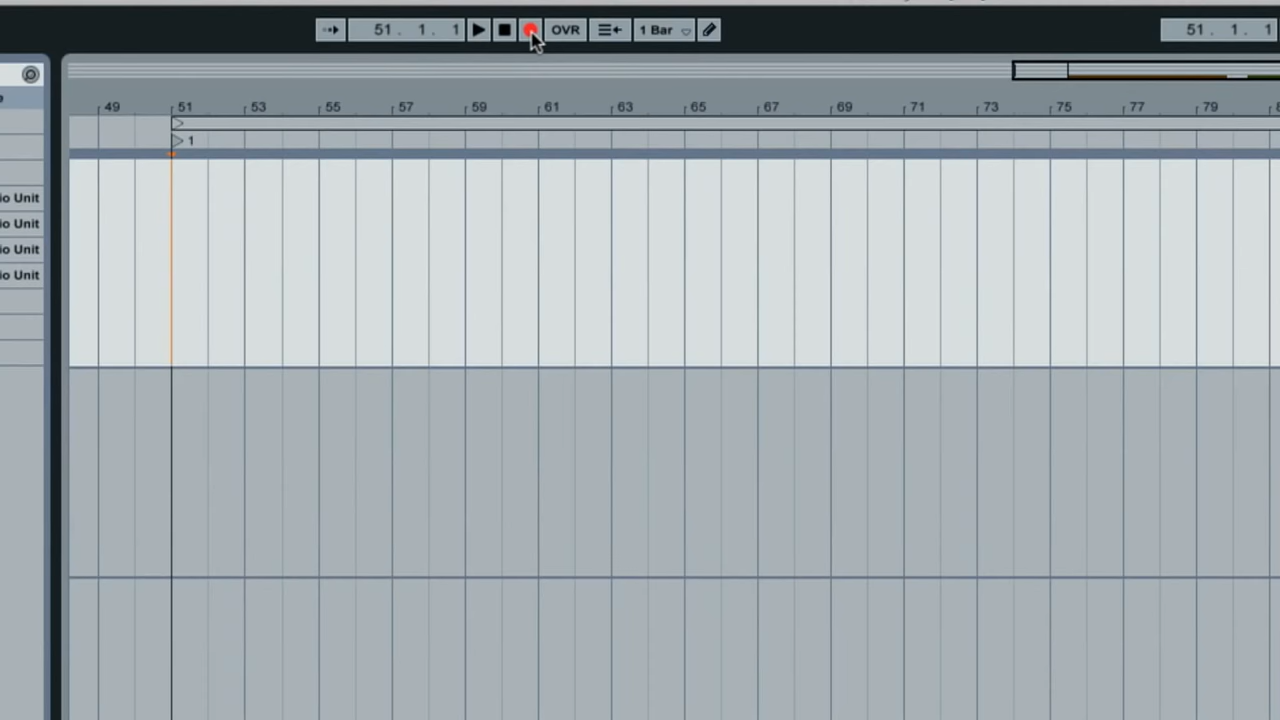 51. 1. 1 OVR 1 Bar 51. 1. 1
49 51 53 55 57 59 61 63 65 67 69 71 73 75 77 79
1
io Unit
io Unit
io Unit
io Unit